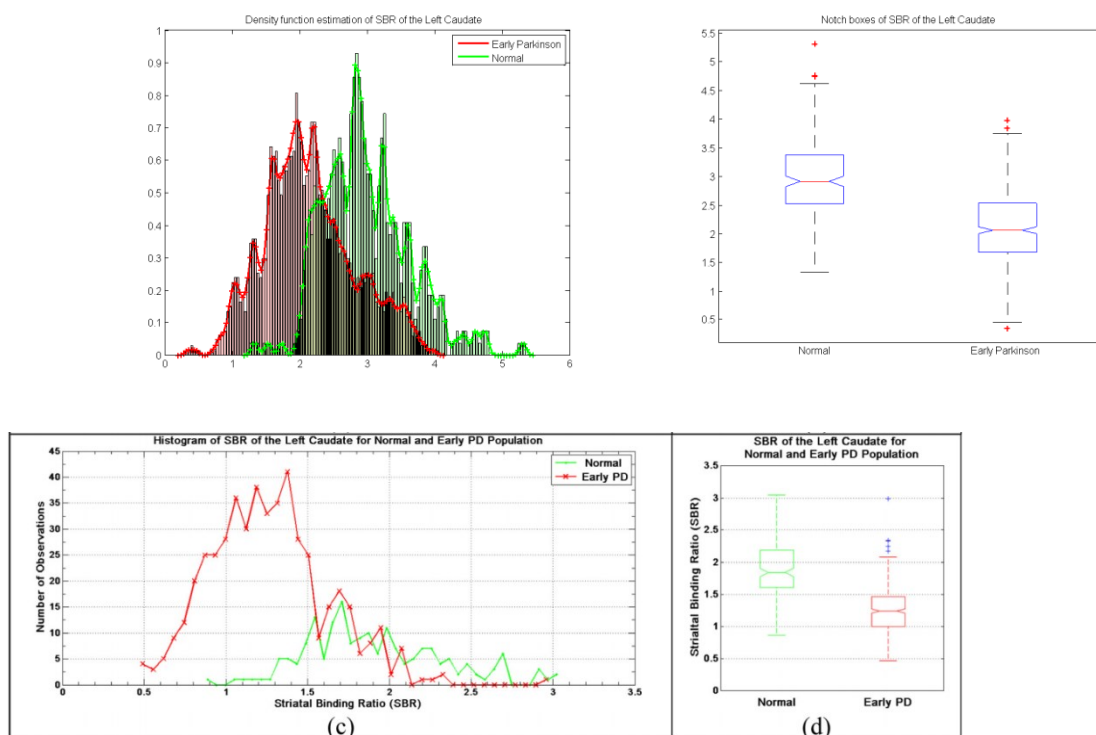 Density function estimation of SBR of the Left Caudate
Early Parkinson
Normal
1
0.9
0.8
0.7
0.6
0.5
0.4
0.3
0.2
0.1
0
0 1 2 3 4 5 6
Notch boxes of SBR of the Left Caudate
5.5
5
4.5
4
3.5
3
2.5
2
1.5
1
0.5
Normal Early Parkinson
Histogram of SBR of the Left Caudate for Normal and Early PD Population
Normal
Early PD
Number of Observations
45
40
35
30
25
20
15
10
5
0
0 0.5 1.0 1.5 2.0 2.5 3.0 3.5
Striatal Binding Ratio (SBR)
(c)
SBR of the Left Caudate for
Normal and Early PD Population
Strialtal Binding Ratio (SBR)
3.5
3
2.5
2
1.5
1
0.5
0
Normal Early PD
(d)